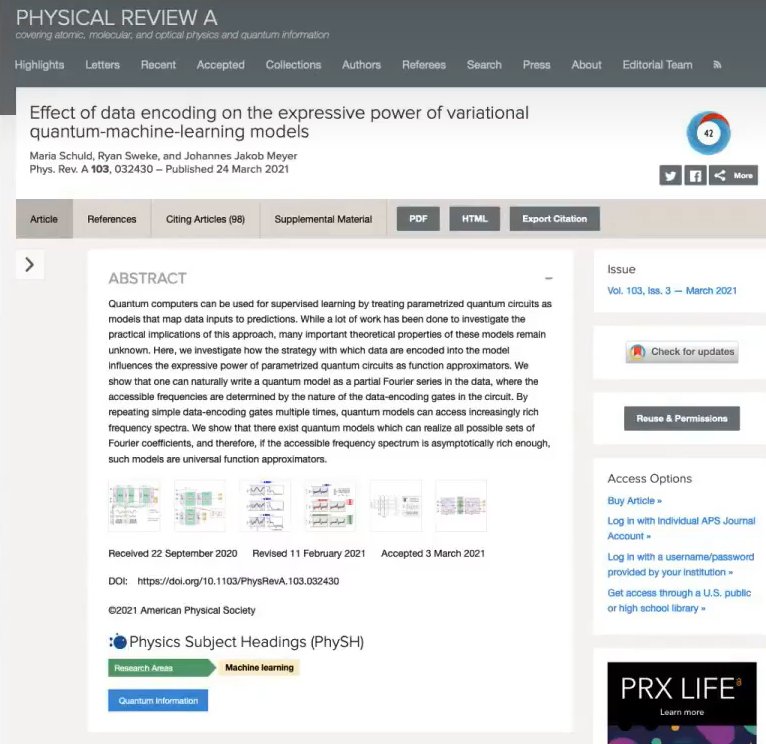 PHYSICAL REVIEW A
covering atomic, molecular, and optical physics and quantum information
Highlights Letters Recent Accepted Collections Authors Referees Search Press About Editorial Team
Effect of data encoding on the expressive power of variational
quantum-machine-learning models
Maria Schuld, Ryan Sweke, and Johannes Jakob Meyer
Phys. Rev. A 103, 032430 – Published 24 March 2021
42
More
Article References Citing Articles (98) Supplemental Material PDF HTML Export Citation
ABSTRACT
Quantum computers can be used for supervised learning by treating parametrized quantum circuits as
models that map data inputs to predictions. While a lot of work has been done to investigate the
practical implications of this approach, many important theoretical properties of these models remain
unknown. Here, we investigate how the strategy with which data are encoded into the model
influences the expressive power of parametrized quantum circuits as function approximators. We
show that one can naturally write a quantum model as a partial Fourier series in the data, where the
accessible frequencies are determined by the nature of the data-encoding gates in the circuit. By
repeating simple data-encoding gates multiple times, quantum models can access increasingly rich
frequency spectra. We show that there exist quantum models which can realize all possible sets of
Fourier coefficients, and therefore, if the accessible frequency spectrum is asymptotically rich enough,
such models are universal function approximators.
Received 22 September 2020 Revised 11 February 2021 Accepted 3 March 2021
DOI: https://doi.org/10.1103/PhysRevA.103.032430
©2021 American Physical Society
Physics Subject Headings (PhySH)
Research Areas Machine learning
Quantum Information
Issue
Vol. 103, Iss. 3 — March 2021
Check for updates
Reuse & Permissions
Access Options
Buy Article »
Log in with Individual APS Journal
Account »
Log in with a username/password
provided by your institution »
Get access through a U.S. public
or high school library »
PRX LIFE
Learn more